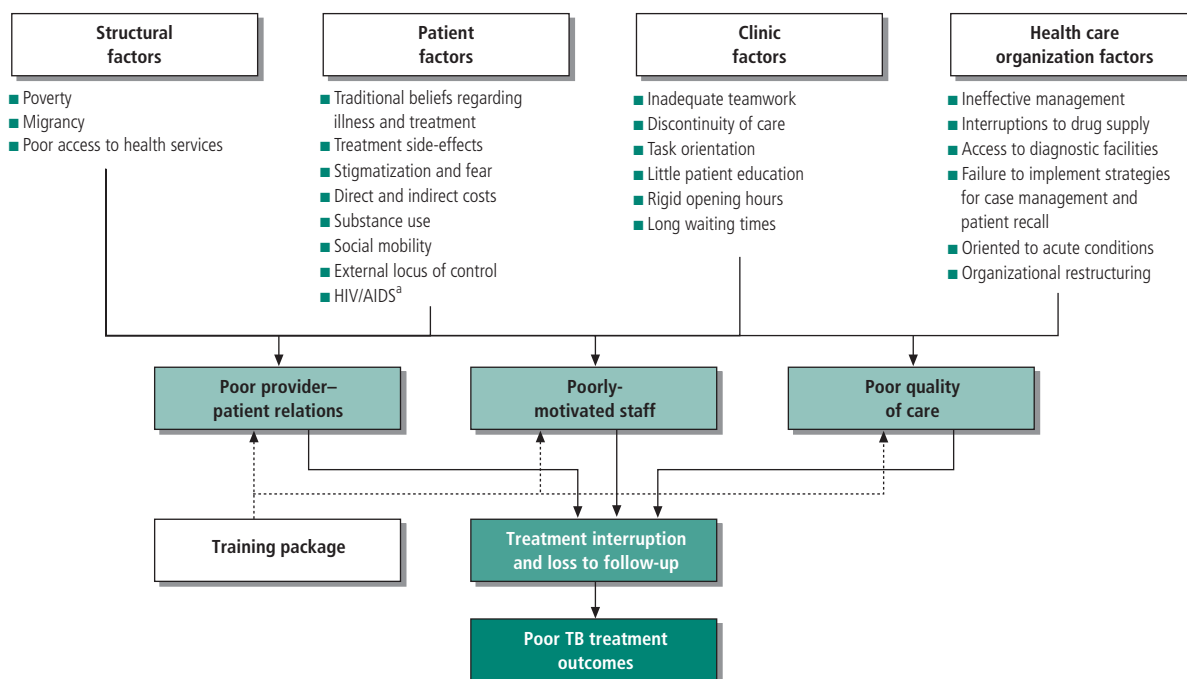 Structural
factors
Patient
factors
Clinic
factors
Health care
organization factors
■ Poverty
■ Migrancy
■ Poor access to health services
■ Traditional beliefs regarding
illness and treatment
■ Treatment side-effects
■ Stigmatization and fear
■ Direct and indirect costs
■ Substance use
■ Social mobility
■ External locus of control
■ HIV/AIDSa
■ Inadequate teamwork
■ Discontinuity of care
■ Task orientation
■ Little patient education
■ Rigid opening hours
■ Long waiting times
■ Ineffective management
■ Interruptions to drug supply
■ Access to diagnostic facilities
■ Failure to implement strategies
for case management and
patient recall
■ Oriented to acute conditions
■ Organizational restructuring
Poor provider–
patient relations
Poorly-
motivated staff
Poor quality
of care
Training package
Treatment interruption
and loss to follow-up
Poor TB treatment
outcomes